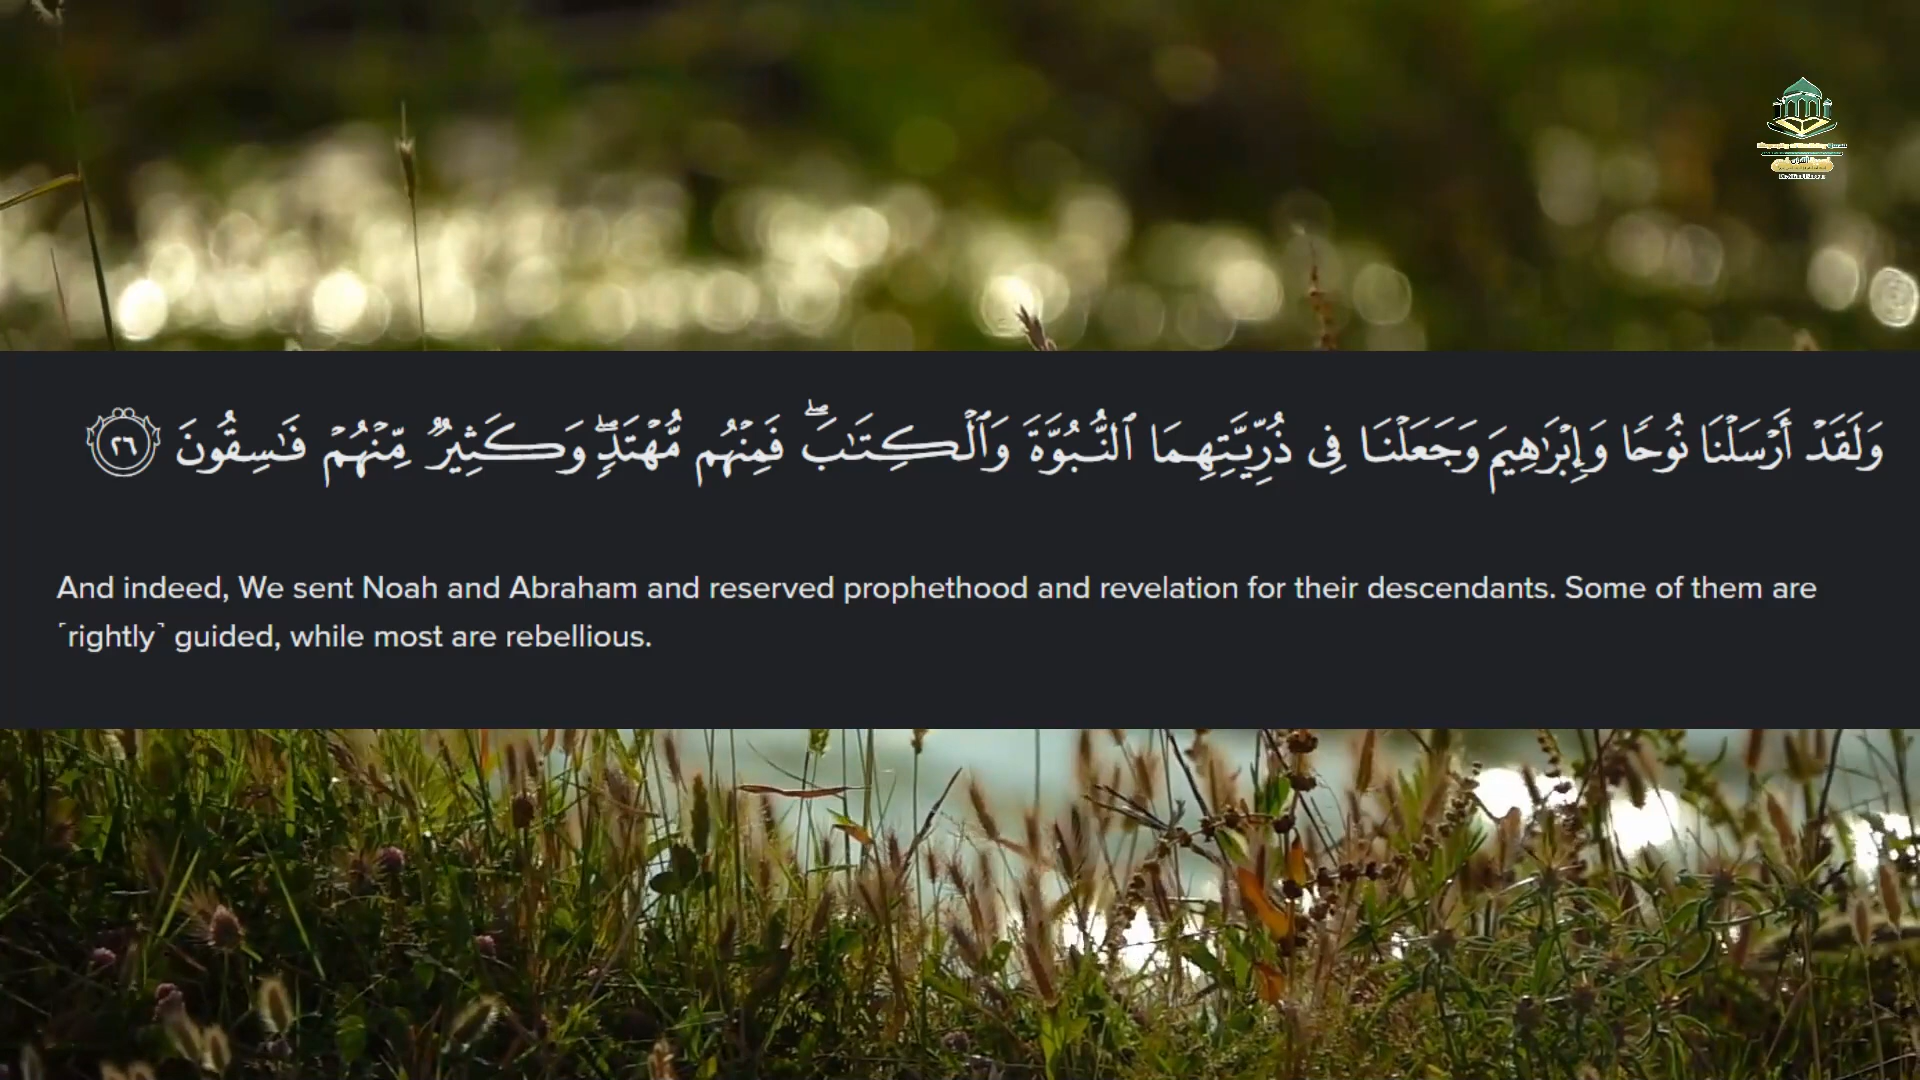 وَلَقَدْ أَرْسَلْنَا نُوحًا وَإِبْرَٰهِيمَ وَجَعَلْنَا فِى ذُرِّيَّتِهِمَا ٱلنُّبُوَّةَ وَٱلْكِتَـٰبَ ۖ فَمِنْهُم مُّهْتَدٍۢ ۖ وَكَثِيرٌۭ مِّنْهُمْ فَـٰسِقُونَ ٢٦
And indeed, We sent Noah and Abraham and reserved prophethood and revelation for their descendants. Some of them are
˹rightly˺ guided, while most are rebellious.